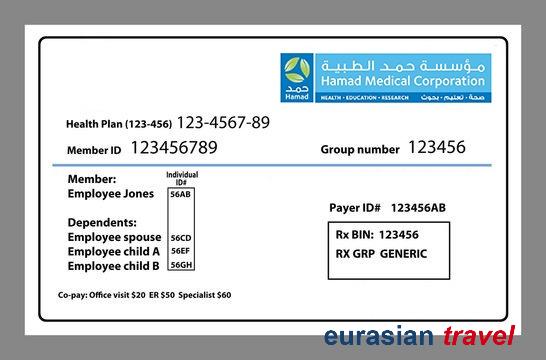 مؤسسة حمد الطبية
Hamad Medical Corporation
حمد
Hamad
HEALTH • EDUCATION • RESEARCH صحة • تعليم • بحوث
Health Plan (123-456) 123-4567-89
Member ID 123456789
Group number 123456
Member:
Individual
ID#
Employee Jones 56AB
Dependents:
Employee spouse 56CD
Employee child A 56EF
Employee child B 56GH
Payer ID# 123456AB
Rx BIN: 123456
RX GRP GENERIC
Co-pay: Office visit $20 ER $50 Specialist $60
eurasian travel